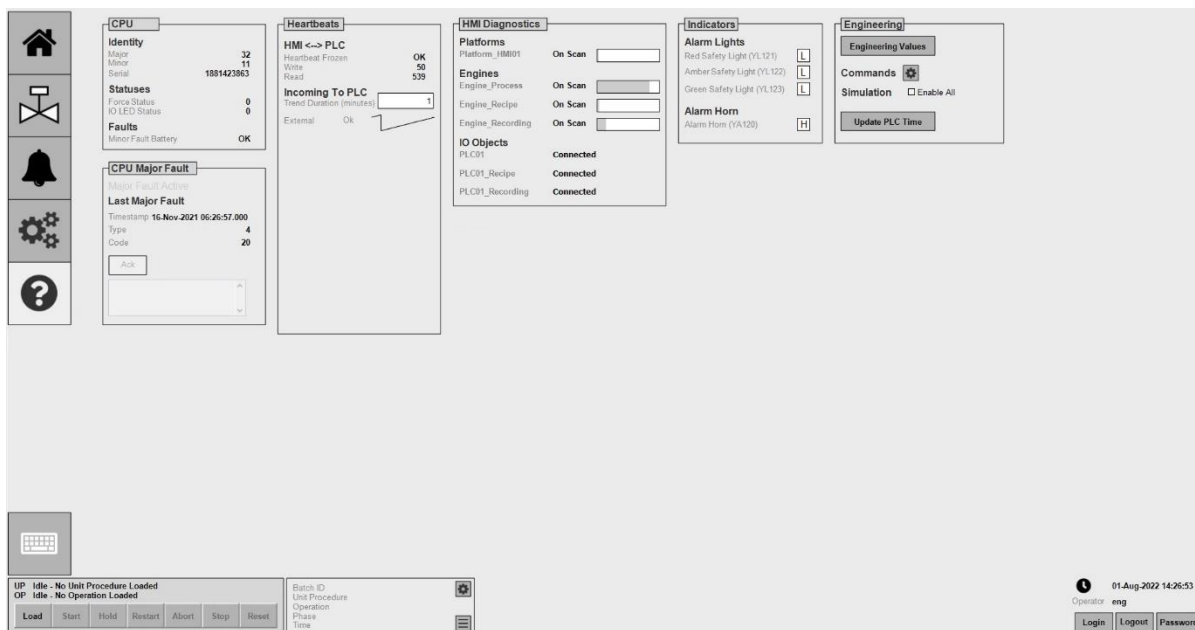 CPU
Identity
Major 32
Minor 11
Serial 1881423863
Statuses
Force Status 0
IO LED Status 0
Faults
Minor Fault Battery OK
CPU Major Fault
Major Fault Active
Last Major Fault
Timestamp 16-Nov-2021 06:26:57.000
Type 4
Code 20
Ack
Heartbeats
HMI <--> PLC
Heartbeat Frozen OK
Write 50
Read 539
Incoming To PLC
Trend Duration (minutes) 1
External Ok
HMI Diagnostics
Platforms
Platform_HMI01 On Scan
Engines
Engine_Process On Scan
Engine_Recipe On Scan
Engine_Recording On Scan
IO Objects
PLC01 Connected
PLC01_Recipe Connected
PLC01_Recording Connected
Indicators
Alarm Lights
Red Safety Light (YL121) L
Amber Safety Light (YL122) L
Green Safety Light (YL123) L
Alarm Horn
Alarm Horn (YA120) H
Engineering
Engineering Values
Commands
Simulation Enable All
Update PLC Time
UP Idle - No Unit Procedure Loaded
OP Idle - No Operation Loaded
Load Start Hold Restart Abort Stop Reset
Batch ID
Unit Procedure
Operation
Phase
Time
01-Aug-2022 14:26:53
Operator eng
Login Logout Passwor